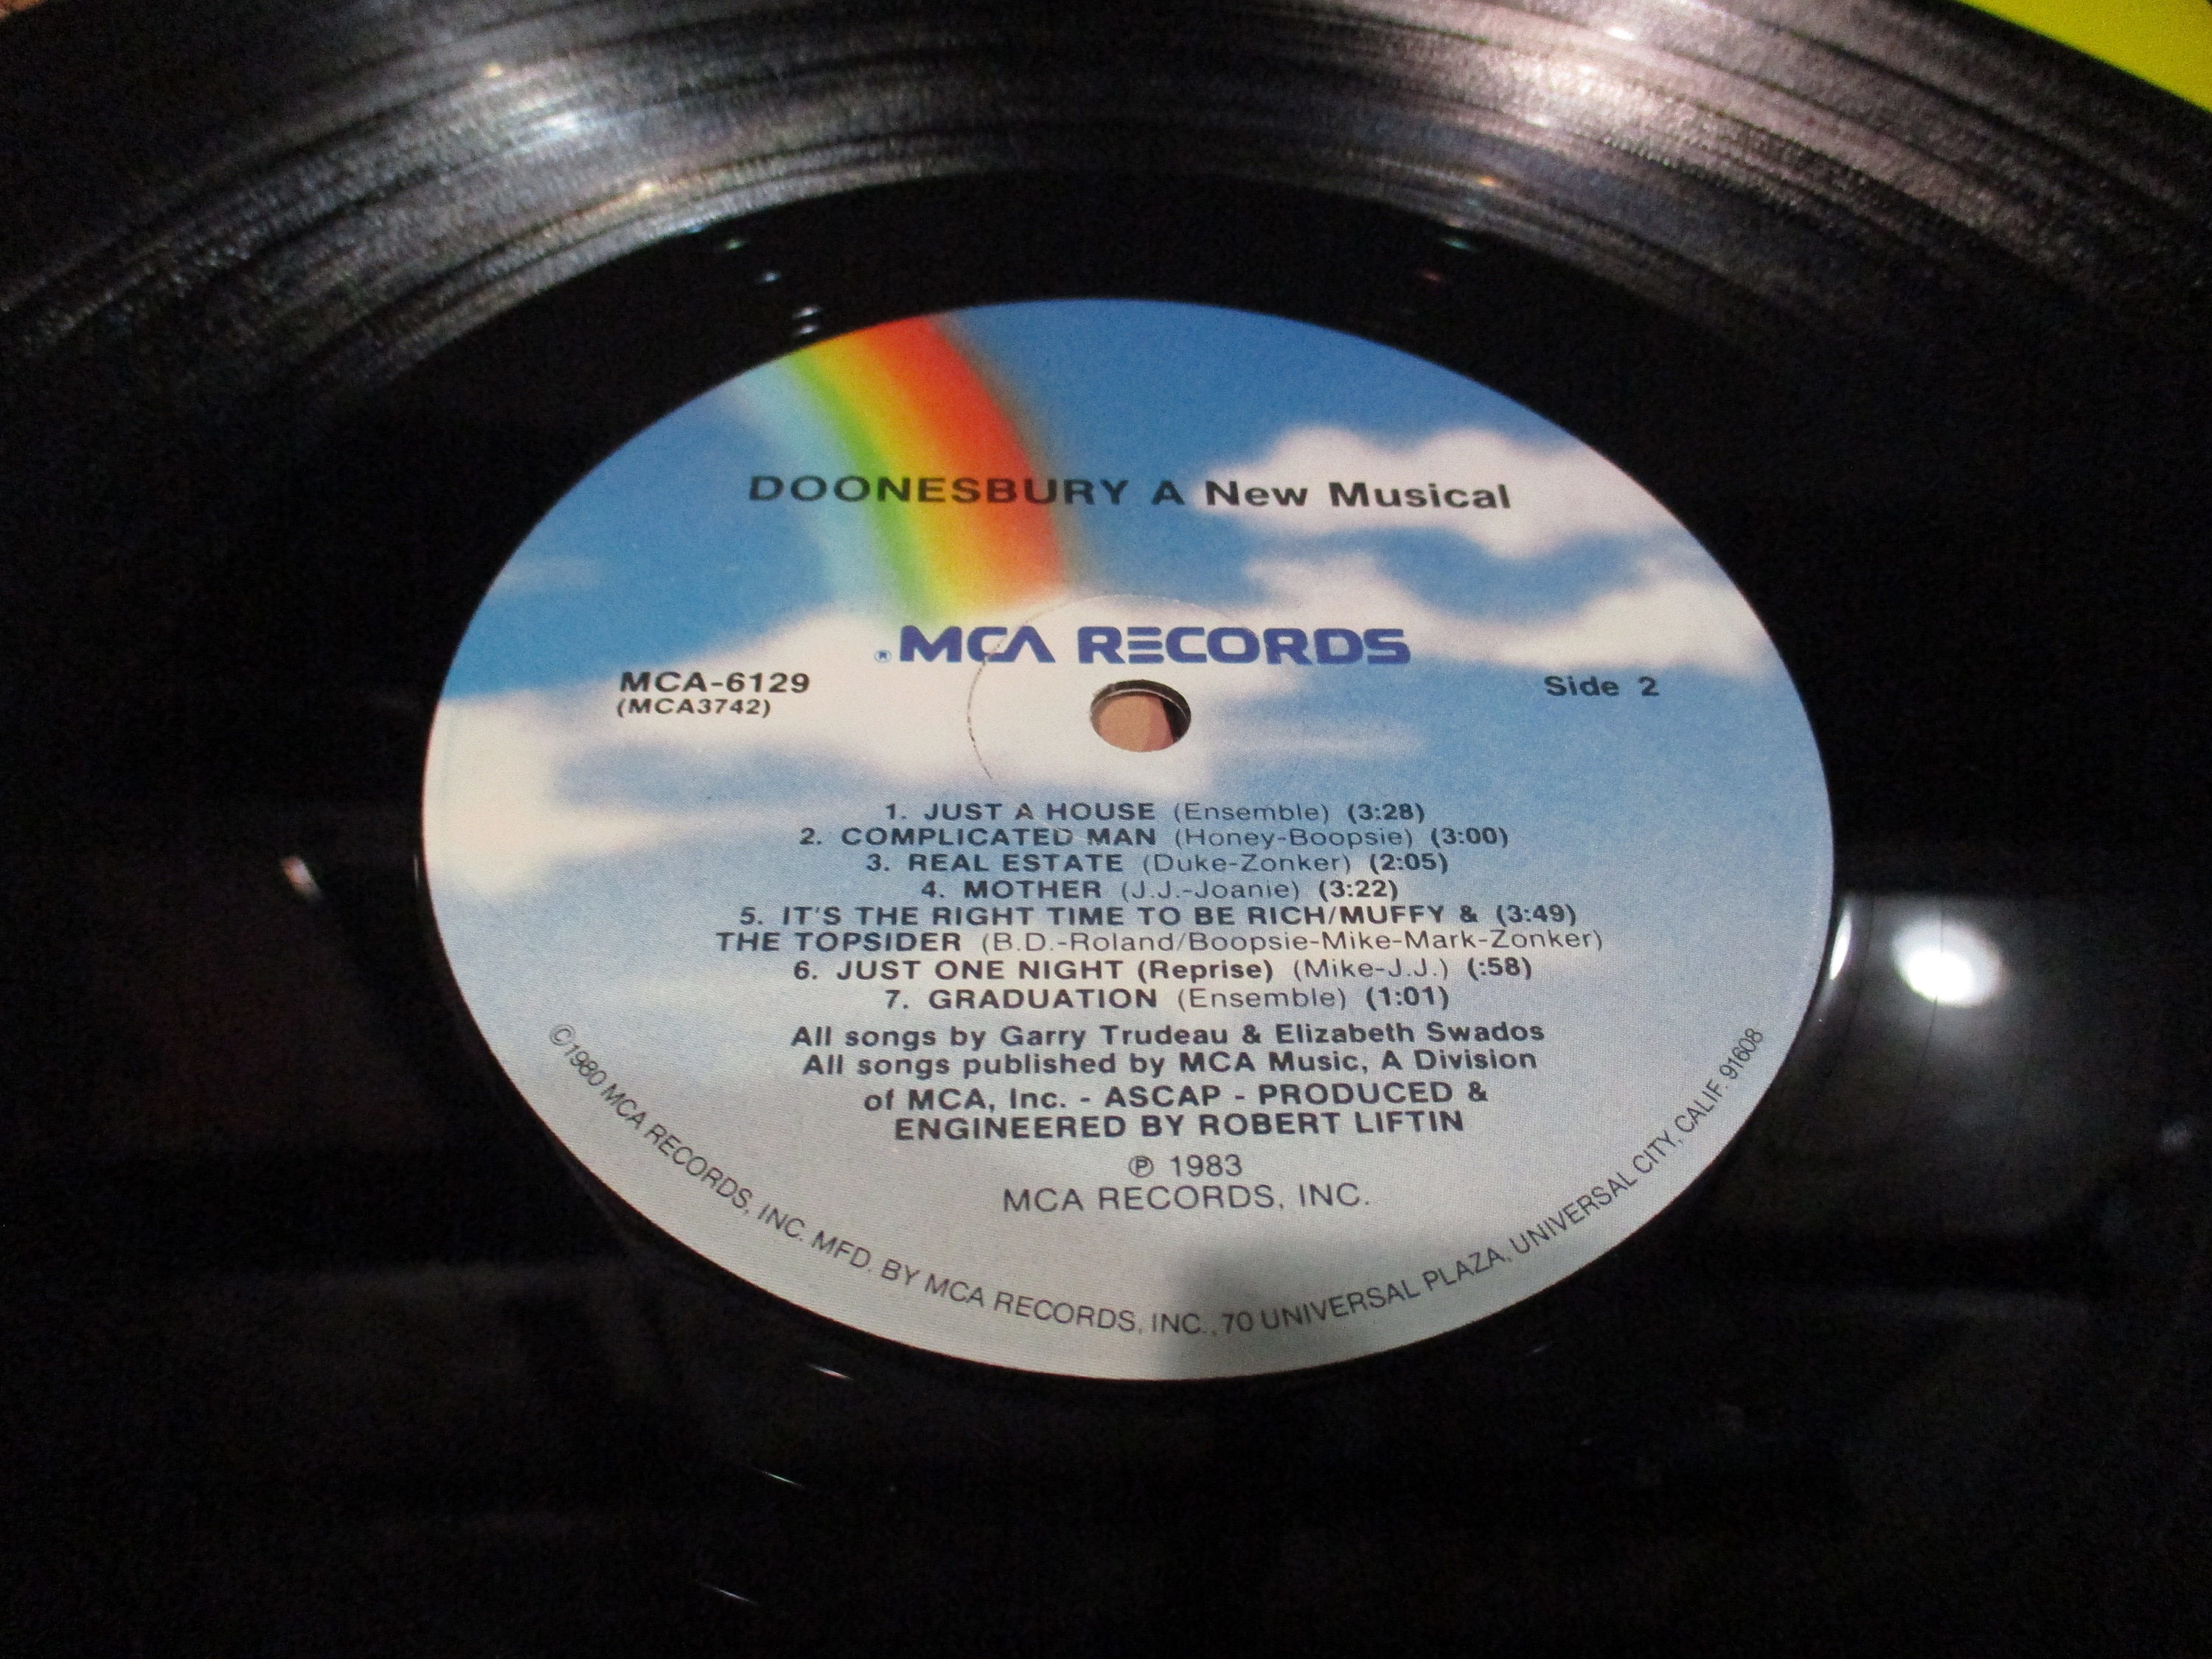 DOONESBURY A New Musical
® MCA RECORDS
MCA-6129
(MCA3742)
Side 2
1. JUST A HOUSE (Ensemble) (3:28)
2. COMPLICATED MAN (Honey-Boopsie) (3:00)
3. REAL ESTATE (Duke-Zonker) (2:05)
4. MOTHER (J.J.-Joanie) (3:22)
5. IT'S THE RIGHT TIME TO BE RICH/MUFFY & (3:49)
THE TOPSIDER (B.D.-Roland/Boopsie-Mike-Mark-Zonker)
6. JUST ONE NIGHT (Reprise) (Mike-J.J.) (:58)
7. GRADUATION (Ensemble) (1:01)
All songs by Garry Trudeau & Elizabeth Swados
All songs published by MCA Music, A Division
of MCA, Inc. - ASCAP - PRODUCED &
ENGINEERED BY ROBERT LIFTIN
℗ 1983
MCA RECORDS, INC.
©1980 MCA RECORDS, INC. MFD. BY MCA RECORDS, INC., 70 UNIVERSAL PLAZA, UNIVERSAL CITY, CALIF. 91608